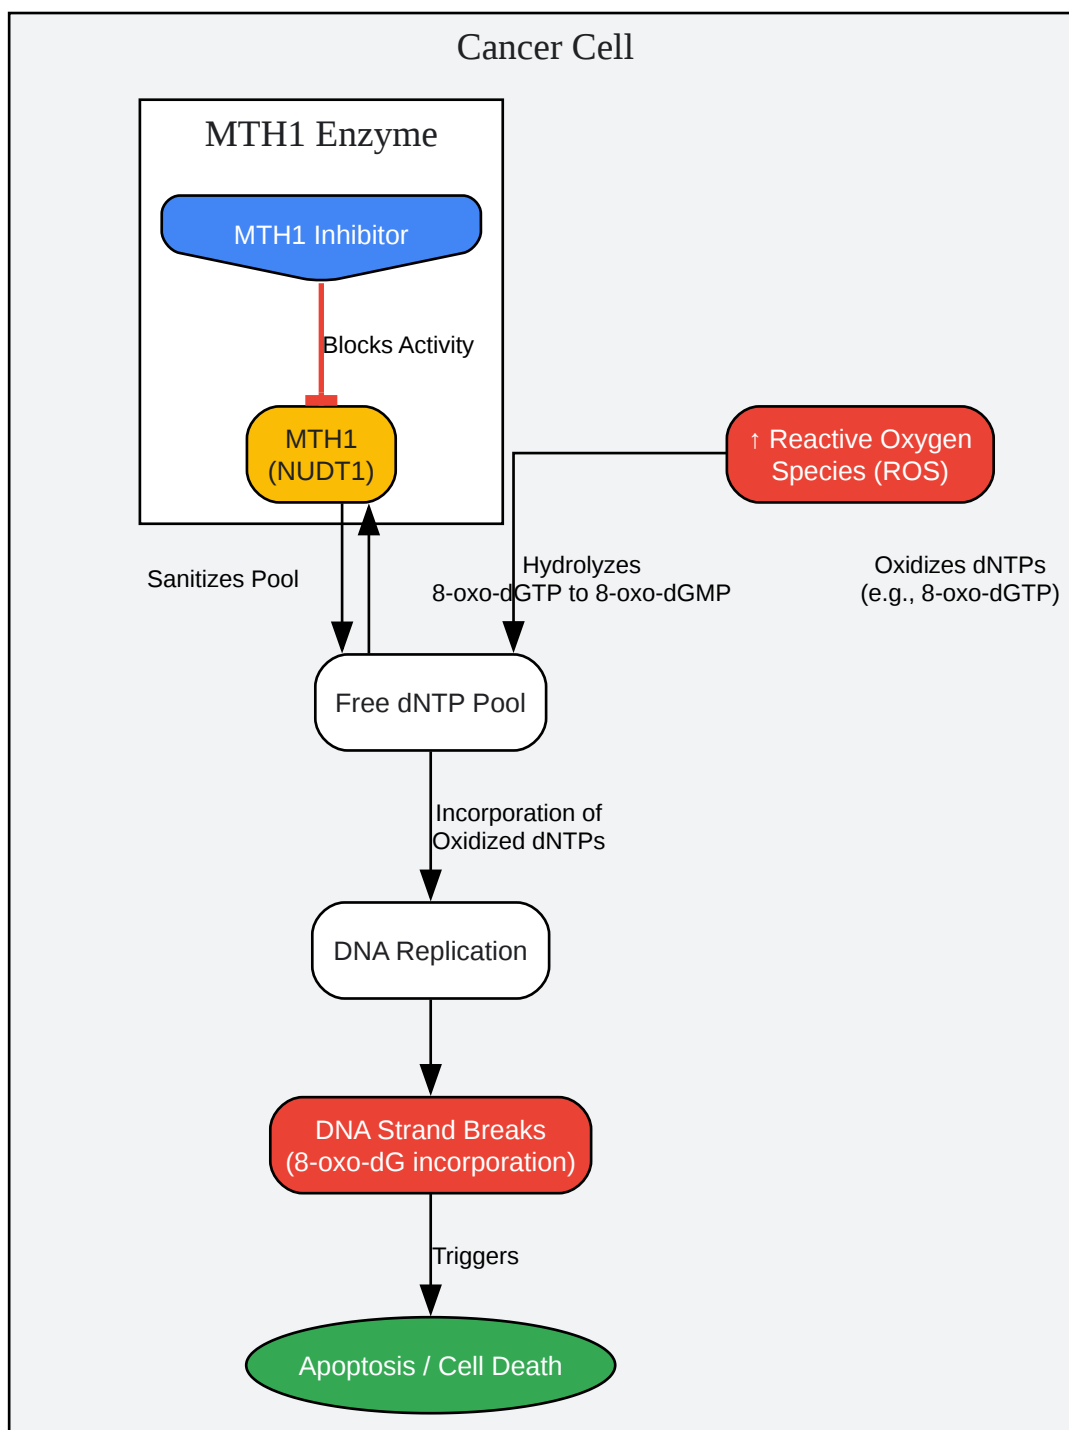 Cancer Cell
MTH1 Enzyme
MTH1 Inhibitor
Blocks Activity
MTH1
(NUDT1)
↑ Reactive Oxygen
Species (ROS)
Sanitizes Pool
Hydrolyzes
8-oxo-dGTP to 8-oxo-dGMP
Oxidizes dNTPs
(e.g., 8-oxo-dGTP)
Free dNTP Pool
Incorporation of
Oxidized dNTPs
DNA Replication
DNA Strand Breaks
(8-oxo-dG incorporation)
Triggers
Apoptosis / Cell Death